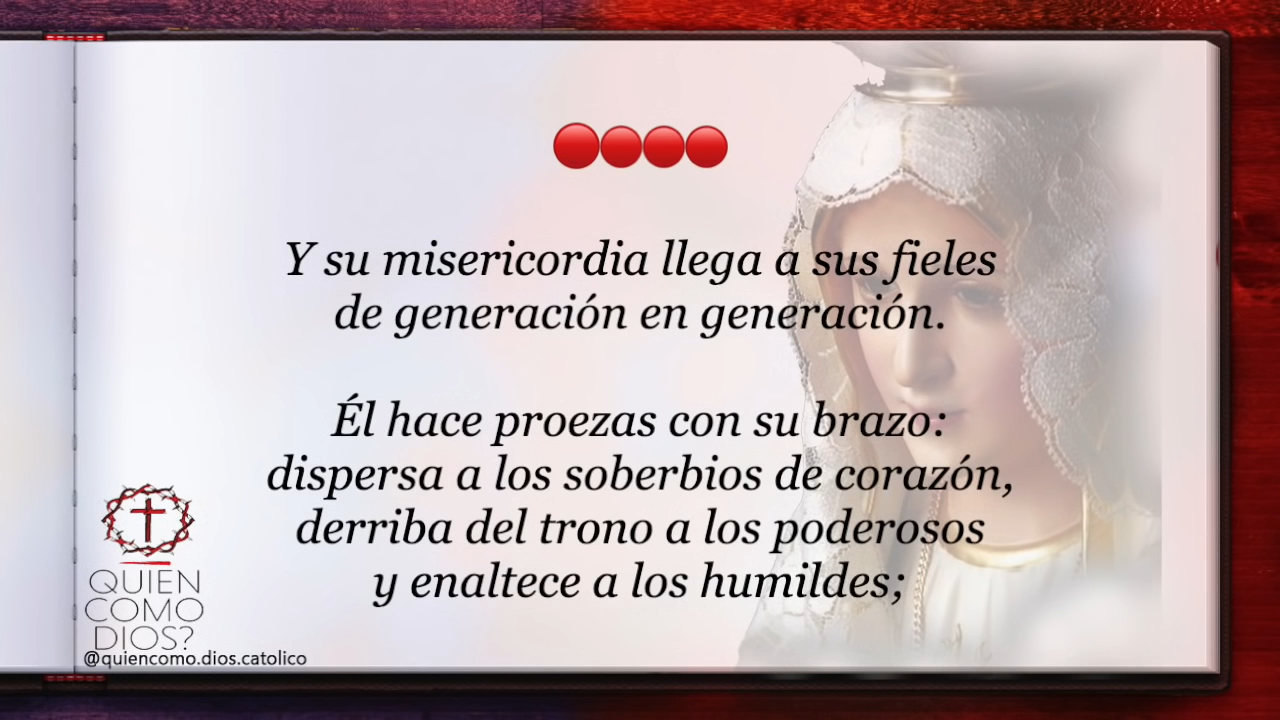 Y su misericordia llega a sus fieles
de generación en generación.
Él hace proezas con su brazo:
dispersa a los soberbios de corazón,
derriba del trono a los poderosos
y enaltece a los humildes;
QUIEN
COMO
DIOS?
@quiencomo.dios.catolico